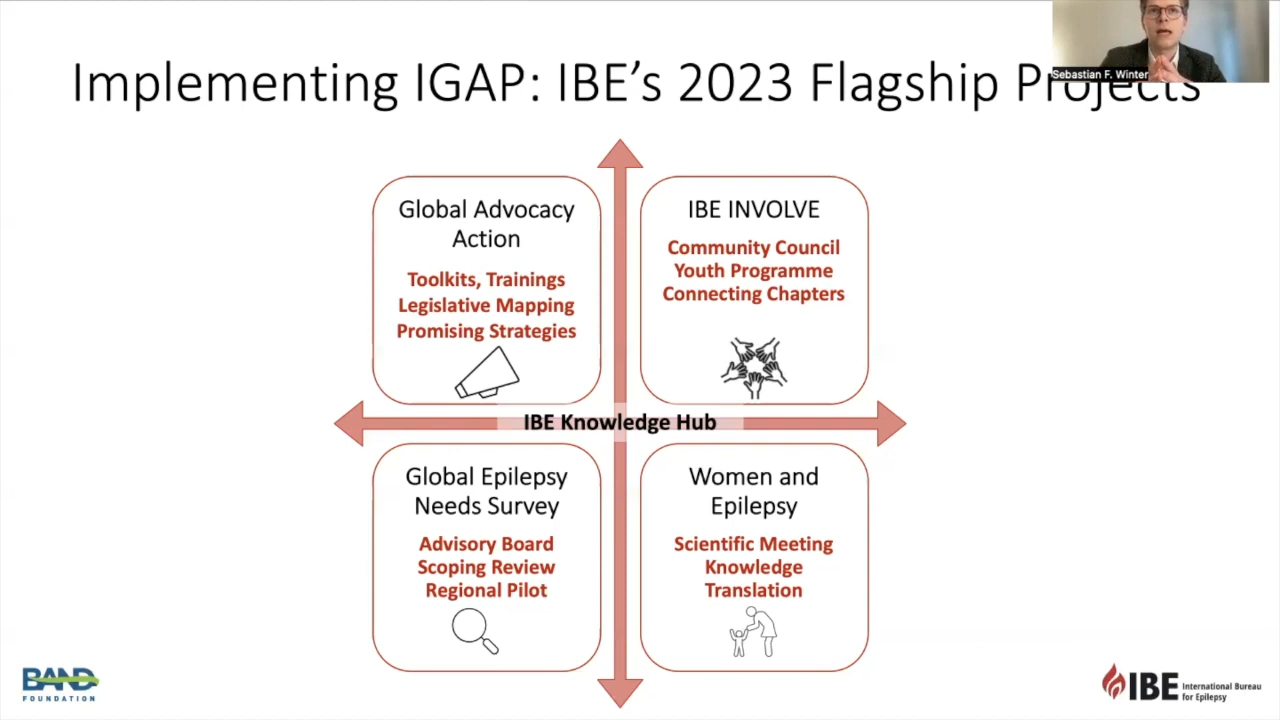 Sebastian F. Winter
Implementing IGAP: IBE’s 2023 Flagship Projects
Global Advocacy
Action
Toolkits, Trainings
Legislative Mapping
Promising Strategies
IBE INVOLVE
Community Council
Youth Programme
Connecting Chapters
IBE Knowledge Hub
Global Epilepsy
Needs Survey
Advisory Board
Scoping Review
Regional Pilot
Women and
Epilepsy
Scientific Meeting
Knowledge
Translation
BAND
FOUNDATION
IBE
International Bureau
for Epilepsy